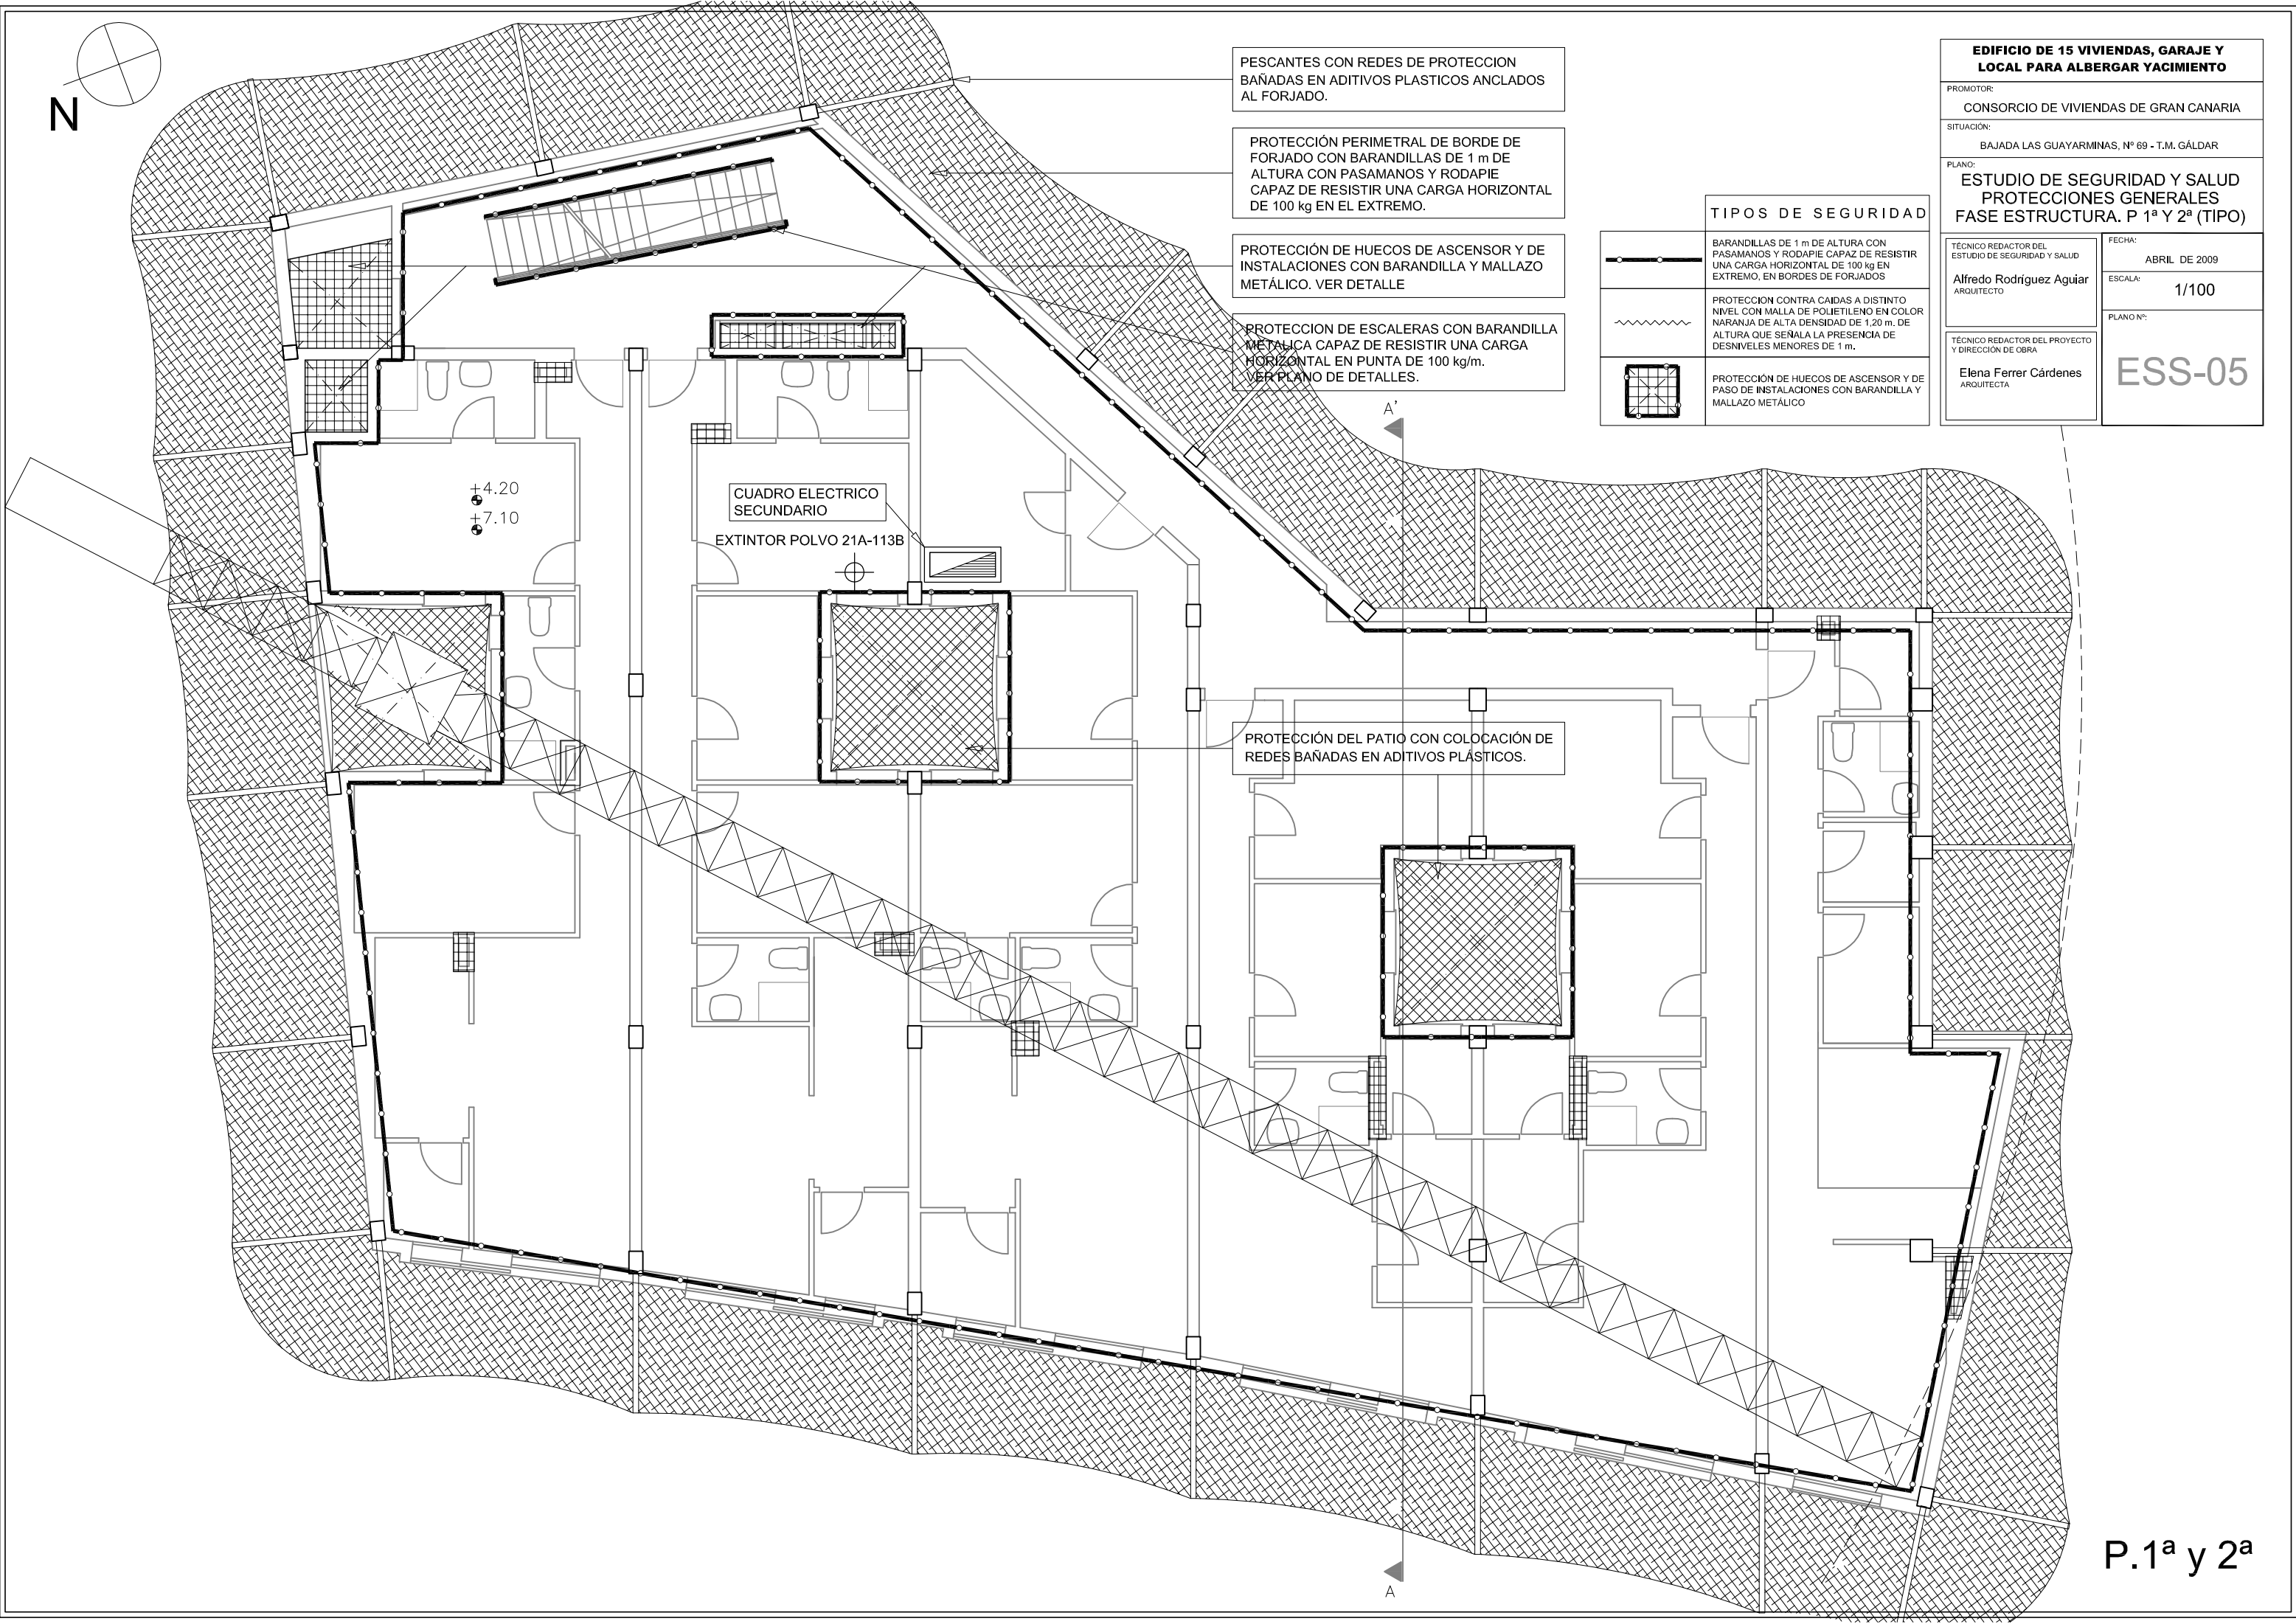 N
PESCANTES CON REDES DE PROTECCION
BAÑADAS EN ADITIVOS PLASTICOS ANCLADOS
AL FORJADO.
PROTECCIÓN PERIMETRAL DE BORDE DE
FORJADO CON BARANDILLAS DE 1 m DE
ALTURA CON PASAMANOS Y RODAPIE
CAPAZ DE RESISTIR UNA CARGA HORIZONTAL
DE 100 kg EN EL EXTREMO.
PROTECCIÓN DE HUECOS DE ASCENSOR Y DE
INSTALACIONES CON BARANDILLA Y MALLAZO
METÁLICO. VER DETALLE
PROTECCION DE ESCALERAS CON BARANDILLA
METALICA CAPAZ DE RESISTIR UNA CARGA
HORIZONTAL EN PUNTA DE 100 kg/m.
VER PLANO DE DETALLES.
TIPOS DE SEGURIDAD
BARANDILLAS DE 1 m DE ALTURA CON
PASAMANOS Y RODAPIE CAPAZ DE RESISTIR
UNA CARGA HORIZONTAL DE 100 kg EN
EXTREMO, EN BORDES DE FORJADOS
PROTECCION CONTRA CAIDAS A DISTINTO
NIVEL CON MALLA DE POLIETILENO EN COLOR
NARANJA DE ALTA DENSIDAD DE 1,20 m, DE
ALTURA QUE SEÑALA LA PRESENCIA DE
DESNIVELES MENORES DE 1 m.
PROTECCIÓN DE HUECOS DE ASCENSOR Y DE
PASO DE INSTALACIONES CON BARANDILLA Y
MALLAZO METÁLICO
EDIFICIO DE 15 VIVIENDAS, GARAJE Y
LOCAL PARA ALBERGAR YACIMIENTO
PROMOTOR:
CONSORCIO DE VIVIENDAS DE GRAN CANARIA
SITUACIÓN:
BAJADA LAS GUAYARMINAS, Nº 69 - T.M. GÁLDAR
PLANO:
ESTUDIO DE SEGURIDAD Y SALUD
PROTECCIONES GENERALES
FASE ESTRUCTURA. P 1ª Y 2ª (TIPO)
TÉCNICO REDACTOR DEL
ESTUDIO DE SEGURIDAD Y SALUD
Alfredo Rodríguez Aguiar
ARQUITECTO
FECHA:
ABRIL DE 2009
ESCALA:
1/100
TÉCNICO REDACTOR DEL PROYECTO
Y DIRECCIÓN DE OBRA
Elena Ferrer Cárdenes
ARQUITECTA
PLANO Nº:
ESS-05
A'
+4.20
+7.10
CUADRO ELECTRICO
SECUNDARIO
EXTINTOR POLVO 21A-113B
PROTECCIÓN DEL PATIO CON COLOCACIÓN DE
REDES BAÑADAS EN ADITIVOS PLÁSTICOS.
A
P.1ª y 2ª